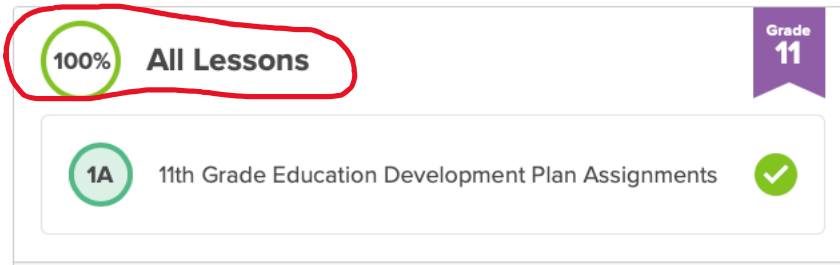 100% All Lessons
Grade
11
1A 11th Grade Education Development Plan Assignments